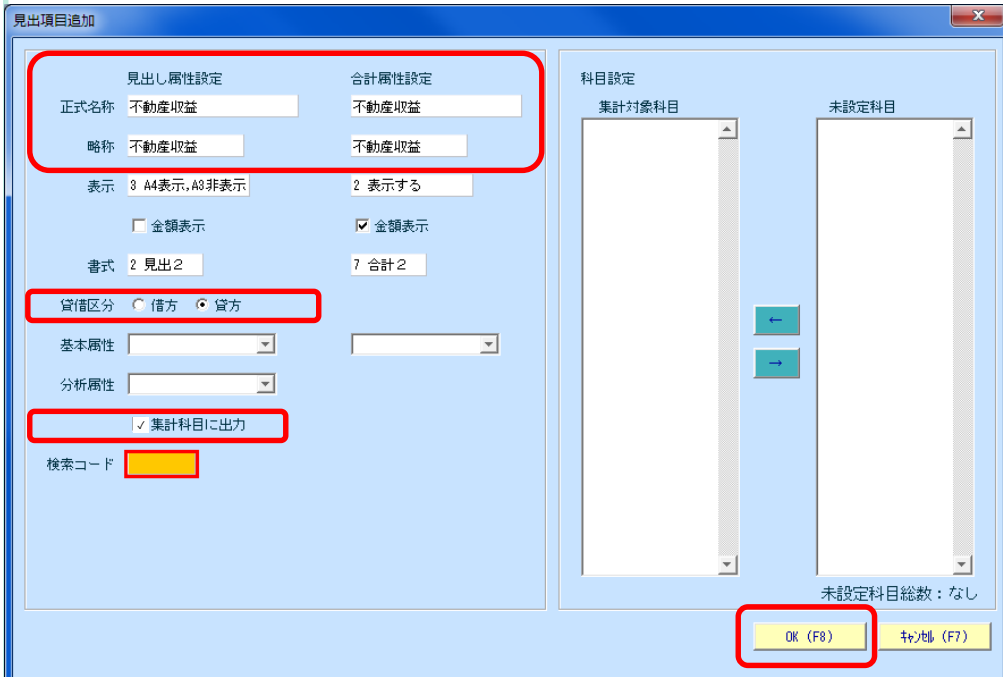 見出項目追加
見出し属性設定 合計属性設定
正式名称 不動産収益 不動産収益
略称 不動産収益 不動産収益
表示 3 A4表示,A3非表示 2 表示する
金額表示 金額表示
書式 2 見出2 7 合計2
貸借区分 借方 貸方
基本属性
分析属性
集計科目に出力
検索コード
科目設定
集計対象科目 未設定科目
←
→
未設定科目総数:なし
OK (F8) ｷｬﾝｾﾙ (F7)